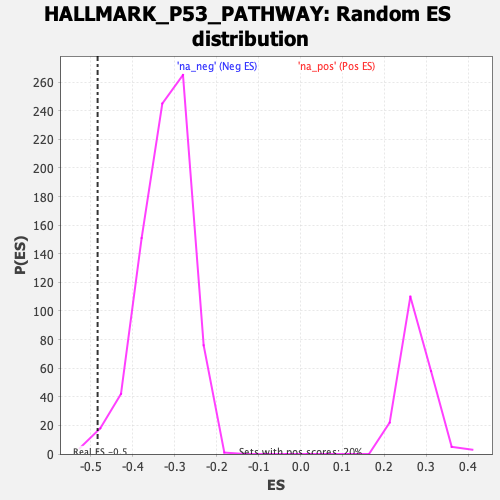 HALLMARK_P53_PATHWAY: Random ES
distribution
'na_neg' (Neg ES)
'na_pos' (Pos ES)
260
240
220
200
180
160
140
120
100
80
60
40
20
0
P(ES)
Real ES -0.5
Sets with pos scores: 20%
-0.5 -0.4 -0.3 -0.2 -0.1 0.0 0.1 0.2 0.3 0.4
ES